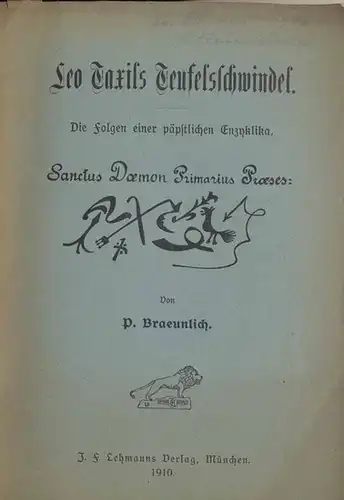 Leo Taxils Teufelsschwindel.
Die Folgen einer päpstlichen Enzyklika.
Sanctus Dæmon Primarius Præses:
Von
P. Braeunlich.
J. F. Lehmanns Verlag, München.
1910.